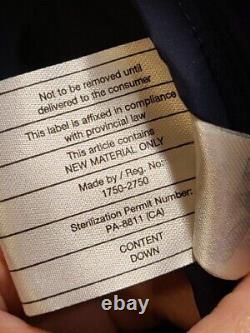 Not to be removed until
delivered to the consumer
This label is affixed in compliance
with provincial law
This article contains
NEW MATERIAL ONLY
Made by / Reg. No:
1750-2750
Sterilization Permit Number:
PA-8811 (CA)
CONTENT
DOWN